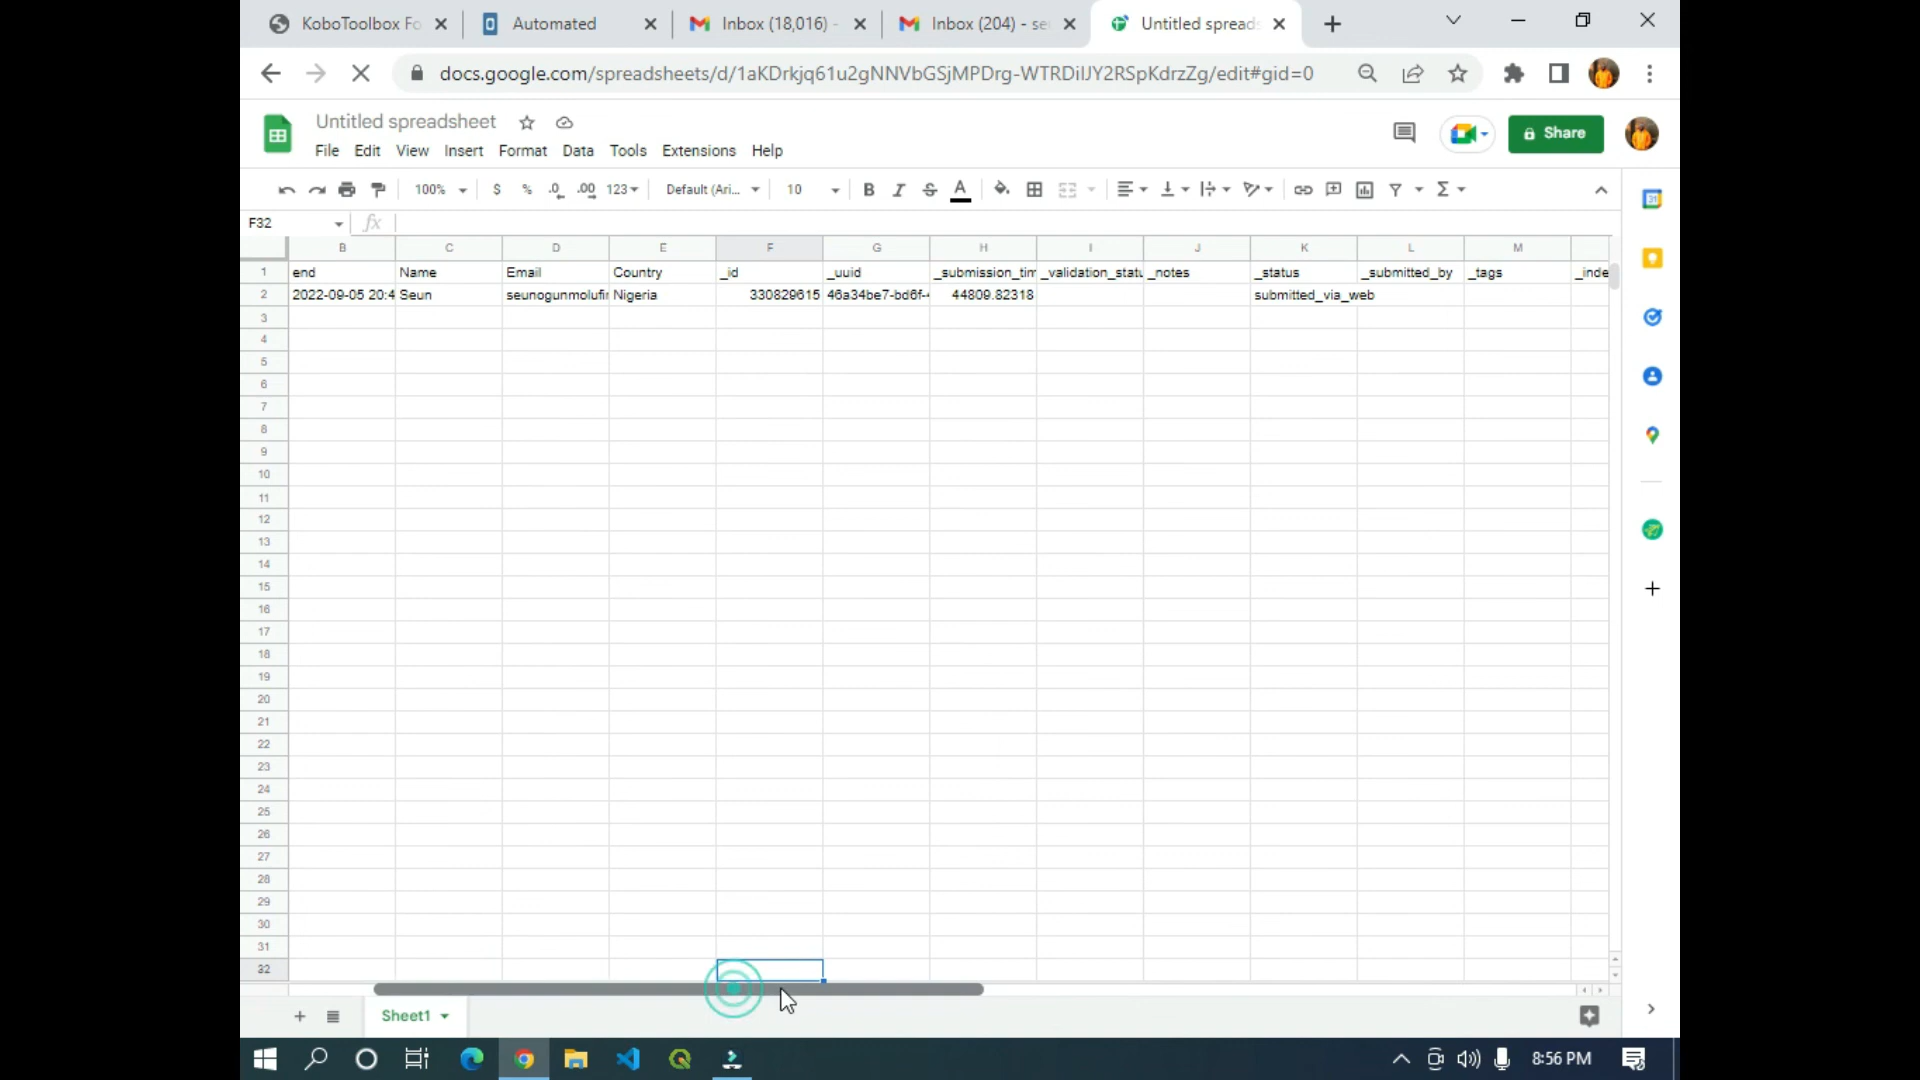 KoboToolbox Fo
Automated
Inbox (18,016) -
Inbox (204) - se
Untitled spreads
docs.google.com/spreadsheets/d/1aKDrkjq61u2gNNVbGSjMPDrg-WTRDiIJY2RSpKdrzZg/edit#gid=0
Untitled spreadsheet
File Edit View Insert Format Data Tools Extensions Help
Share
100% $ % .0 .00 123 Default (Ari... 10 B I S A Σ
F32 fx
B C D E F G H I J K L M
1 end Name Email Country _id _uuid _submission_tim _validation_statu _notes _status _submitted_by _tags _inde
2 2022-09-05 20:4 Seun seunogunmolufir Nigeria 330829615 46a34be7-bd6f-4 44809.82318 submitted_via_web
3
4
5
6
7
8
9
10
11
12
13
14
15
16
17
18
19
20
21
22
23
24
25
26
27
28
29
30
31
32
Sheet1
8:56 PM